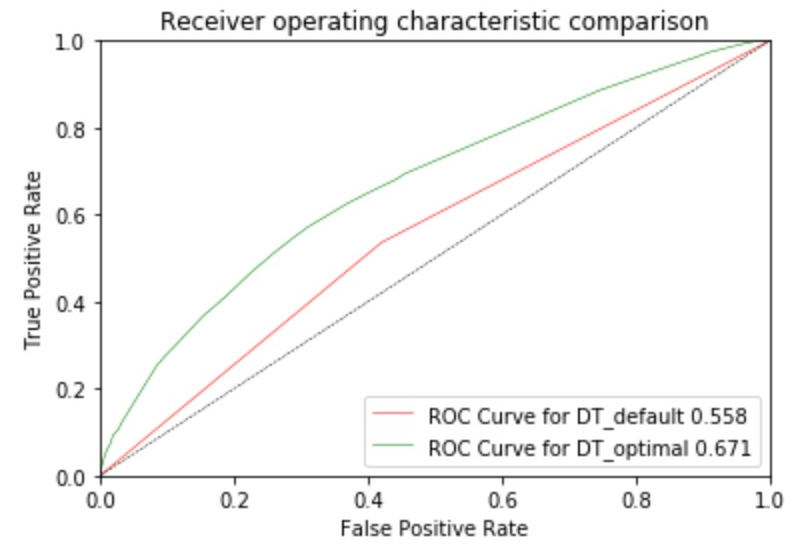 Receiver operating characteristic comparison
1.0
0.8
0.6
0.4
0.2
0.0
True Positive Rate
ROC Curve for DT_default 0.558
ROC Curve for DT_optimal 0.671
0.0 0.2 0.4 0.6 0.8 1.0
False Positive Rate